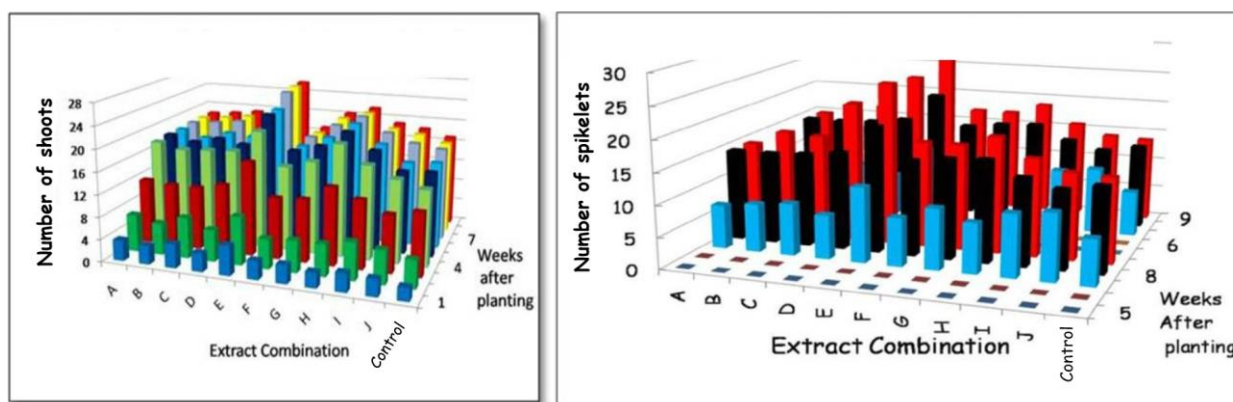 Number of shoots
28
24
20
16
12
8
4
0
A
B
C
D
E
F
G
H
I
J
Control
7
4
1
Weeks
after
planting
Extract Combination
Number of spikelets
30
25
20
15
10
5
0
A
B
C
D
E
F
G
H
I
J
Control
9
6
8
5
Weeks
After
planting
Extract Combination